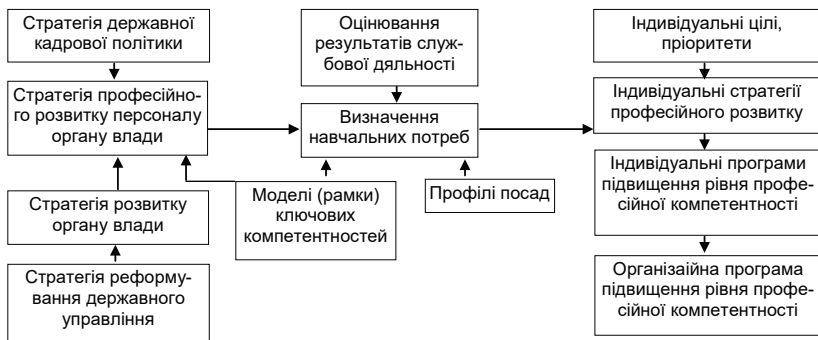 Стратегія державної
кадрової політики
Оцінювання
результатів служ-
бової дяльності
Індивідуальні цілі,
пріоритети
Стратегія професійно-
го розвитку персоналу
органу влади
Визначення
навчальних потреб
Індивідуальні стратегії
професійного розвитку
Індивідуальні програми
підвищення рівня профе-
сійної компетентності
Стратегія розвитку
органу влади
Моделі (рамки)
ключових
компетентностей
Профілі посад
Стратегія реформу-
вання державного
управління
Організаійна програма
підвищення рівня профе-
сійної компетентності